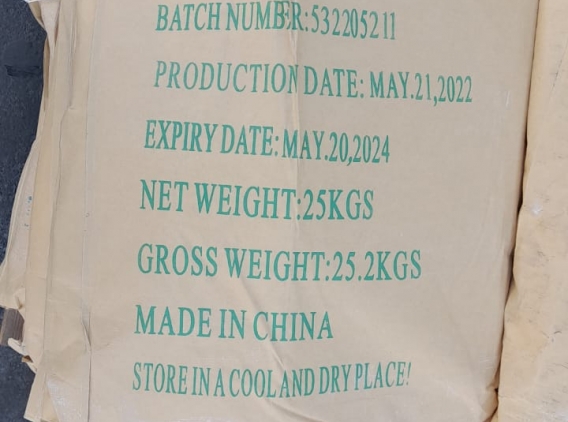 BATCH NUMBER:532205211
PRODUCTION DATE: MAY.21,2022
EXPIRY DATE:MAY.20,2024
NET WEIGHT:25KGS
GROSS WEIGHT:25.2KGS
MADE IN CHINA
STORE IN A COOL AND DRY PLACE!